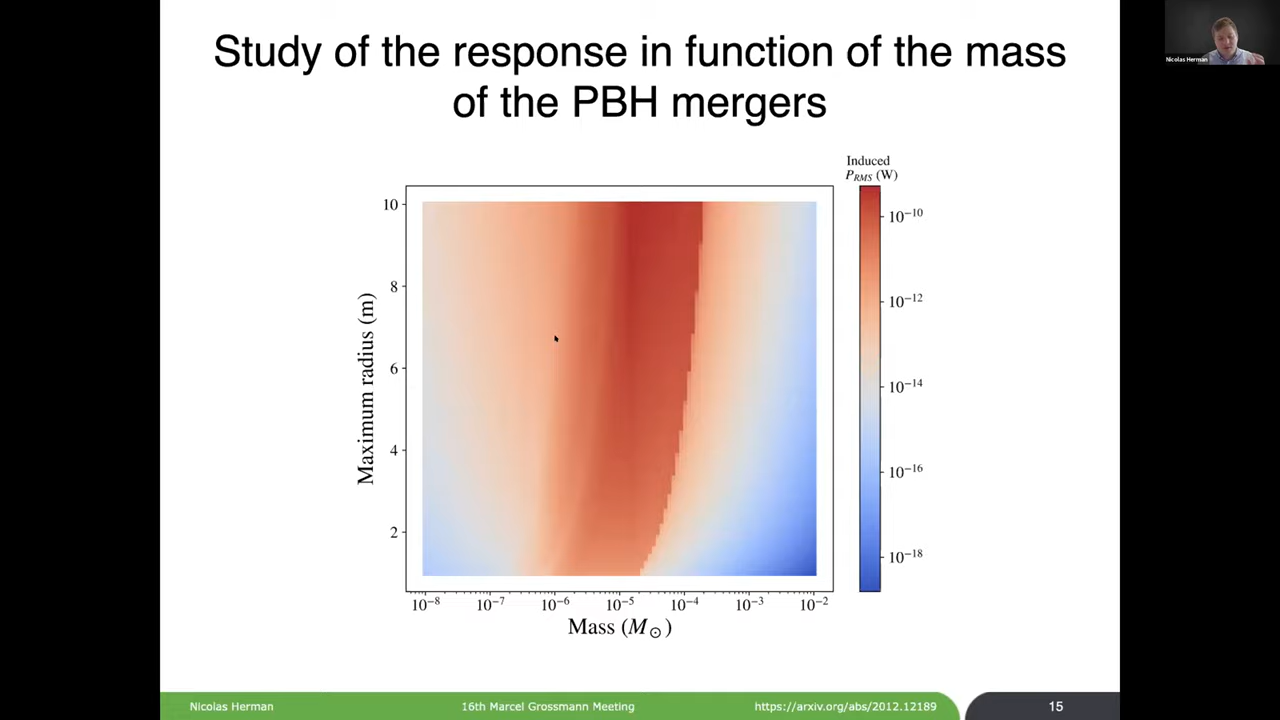 Study of the response in function of the mass
of the PBH mergers
Nicolas Herman
Induced
P_RMS (W)
10
8
6
4
2
Maximum radius (m)
10⁻¹⁰
10⁻¹²
10⁻¹⁴
10⁻¹⁶
10⁻¹⁸
10⁻⁸ 10⁻⁷ 10⁻⁶ 10⁻⁵ 10⁻⁴ 10⁻³ 10⁻²
Mass (M☉)
Nicolas Herman 16th Marcel Grossmann Meeting https://arxiv.org/abs/2012.12189 15